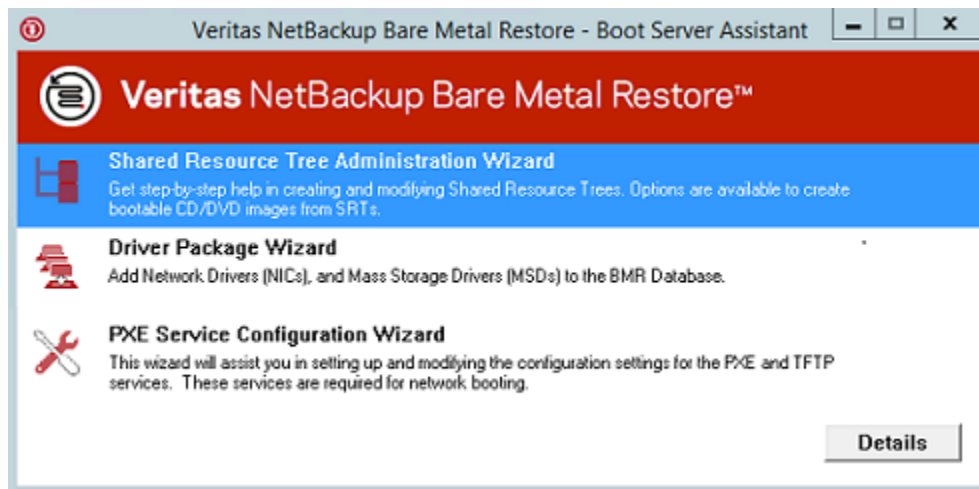 Veritas NetBackup Bare Metal Restore - Boot Server Assistant
Veritas NetBackup Bare Metal Restore™
Shared Resource Tree Administration Wizard
Get step-by-step help in creating and modifying Shared Resource Trees. Options are available to create
bootable CD/DVD images from SRTs.
Driver Package Wizard
Add Network Drivers (NICs), and Mass Storage Drivers (MSDs) to the BMR Database.
PXE Service Configuration Wizard
This wizard will assist you in setting up and modifying the configuration settings for the PXE and TFTP
services.  These services are required for network booting.
Details